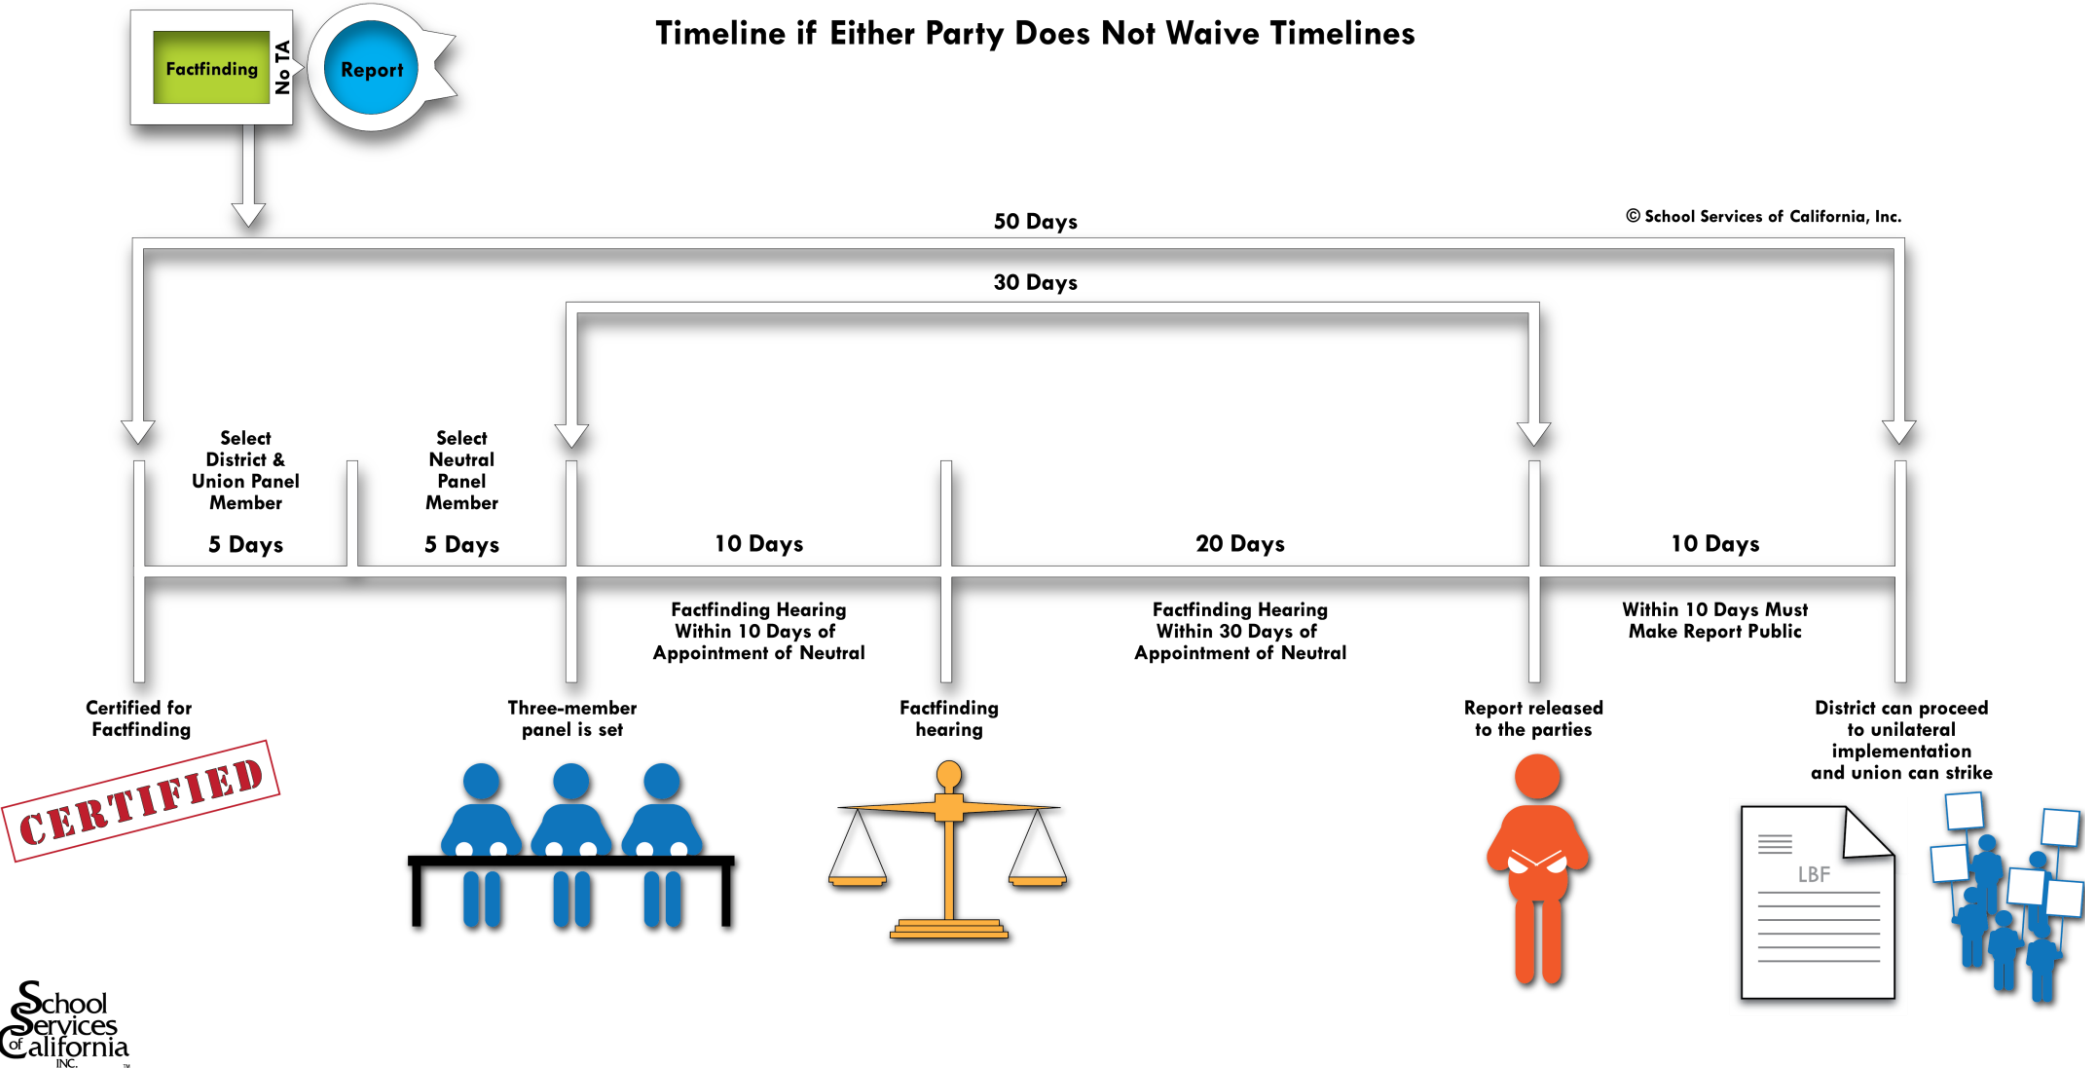 Timeline if Either Party Does Not Waive Timelines
Factfinding
No TA
Report
50 Days
© School Services of California, Inc.
30 Days
Select
District &
Union Panel
Member
5 Days
Select
Neutral
Panel
Member
5 Days
10 Days
20 Days
10 Days
Factfinding Hearing
Within 10 Days of
Appointment of Neutral
Factfinding Hearing
Within 30 Days of
Appointment of Neutral
Within 10 Days Must
Make Report Public
Certified for
Factfinding
CERTIFIED
Three-member
panel is set
Factfinding
hearing
Report released
to the parties
District can proceed
to unilateral
implementation
and union can strike
LBF
School
Services
of California
INC.
TM